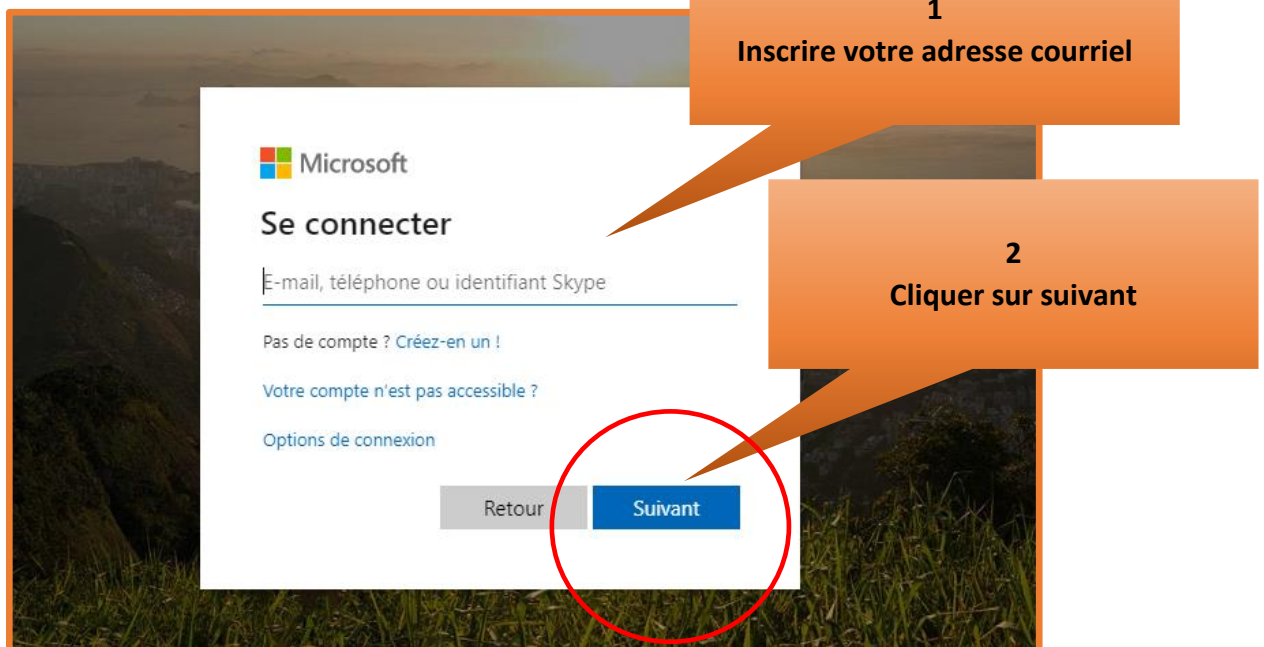 1
Inscrire votre adresse courriel
Microsoft
Se connecter
E-mail, téléphone ou identifiant Skype
Pas de compte ? Créez-en un !
Votre compte n'est pas accessible ?
Options de connexion
Retour
Suivant
2
Cliquer sur suivant